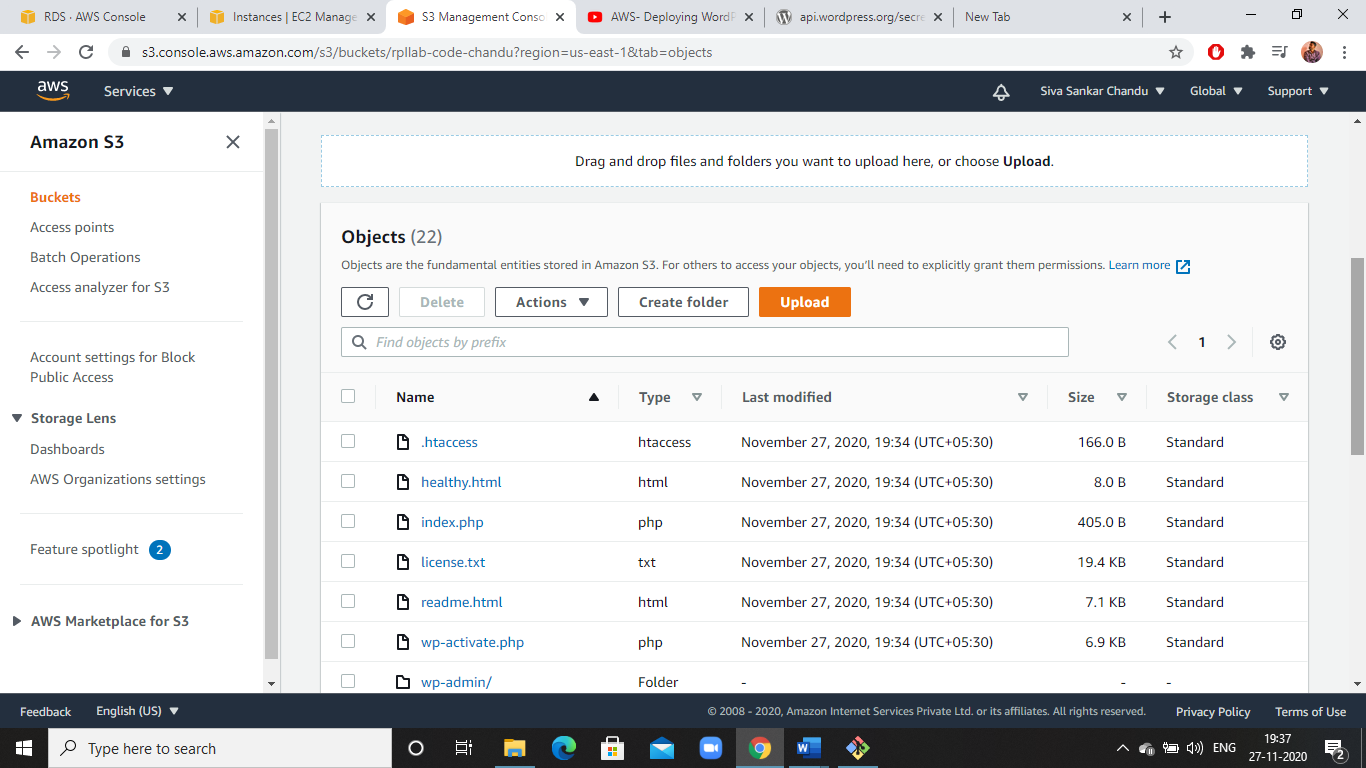 RDS · AWS Console
Instances | EC2 Manage
S3 Management Conso
AWS- Deploying WordP
api.wordpress.org/secre
New Tab
s3.console.aws.amazon.com/s3/buckets/rpllab-code-chandu?region=us-east-1&tab=objects
aws
Services
Siva Sankar Chandu
Global
Support
Amazon S3
Buckets
Access points
Batch Operations
Access analyzer for S3
Account settings for Block
Public Access
Storage Lens
Dashboards
AWS Organizations settings
Feature spotlight 2
AWS Marketplace for S3
Drag and drop files and folders you want to upload here, or choose Upload.
Objects (22)
Objects are the fundamental entities stored in Amazon S3. For others to access your objects, you'll need to explicitly grant them permissions. Learn more
Delete Actions Create folder Upload
Find objects by prefix 1
Name Type Last modified Size Storage class
.htaccess htaccess November 27, 2020, 19:34 (UTC+05:30) 166.0 B Standard
healthy.html html November 27, 2020, 19:34 (UTC+05:30) 8.0 B Standard
index.php php November 27, 2020, 19:34 (UTC+05:30) 405.0 B Standard
license.txt txt November 27, 2020, 19:34 (UTC+05:30) 19.4 KB Standard
readme.html html November 27, 2020, 19:34 (UTC+05:30) 7.1 KB Standard
wp-activate.php php November 27, 2020, 19:34 (UTC+05:30) 6.9 KB Standard
wp-admin/ Folder - - -
Feedback English (US) © 2008 - 2020, Amazon Internet Services Private Ltd. or its affiliates. All rights reserved. Privacy Policy Terms of Use
Type here to search
ENG
19:37
27-11-2020
2